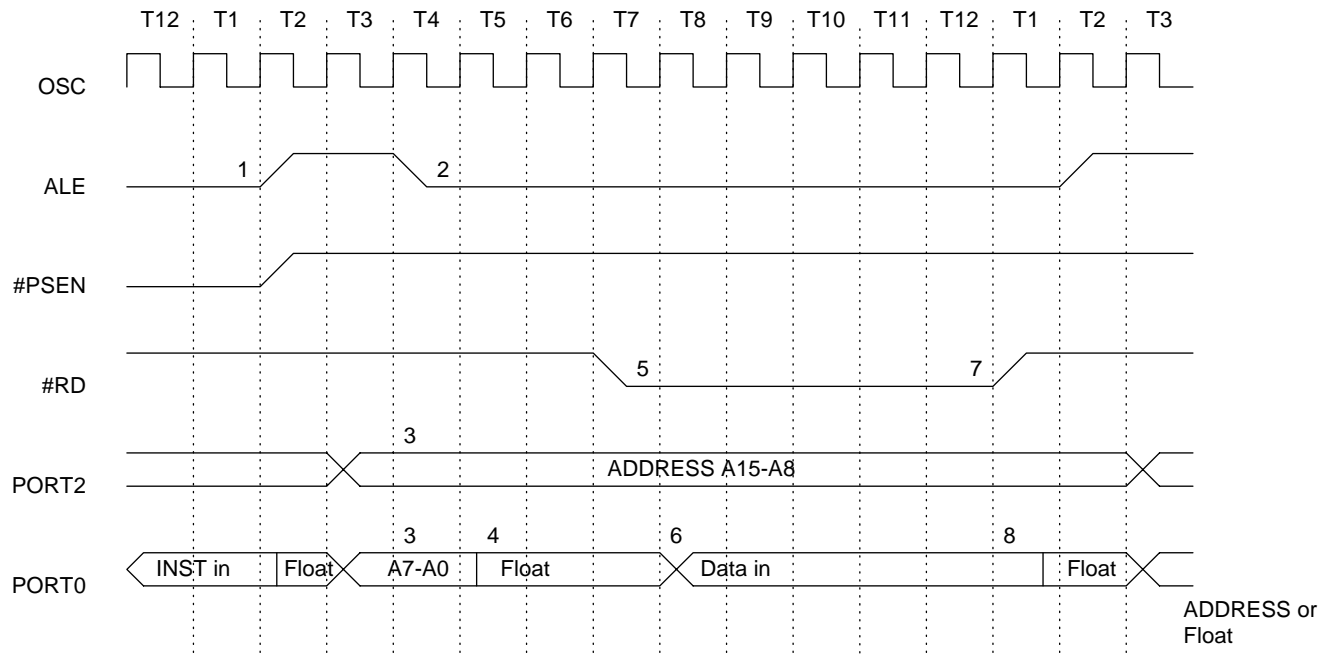 T12 T1 T2 T3 T4 T5 T6 T7 T8 T9 T10 T11 T12 T1 T2 T3
OSC
1 2
ALE
#PSEN
5 7
#RD
3
ADDRESS A15-A8
PORT2
3 4 6 8
INST in Float A7-A0 Float Data in Float
PORT0
ADDRESS or
Float